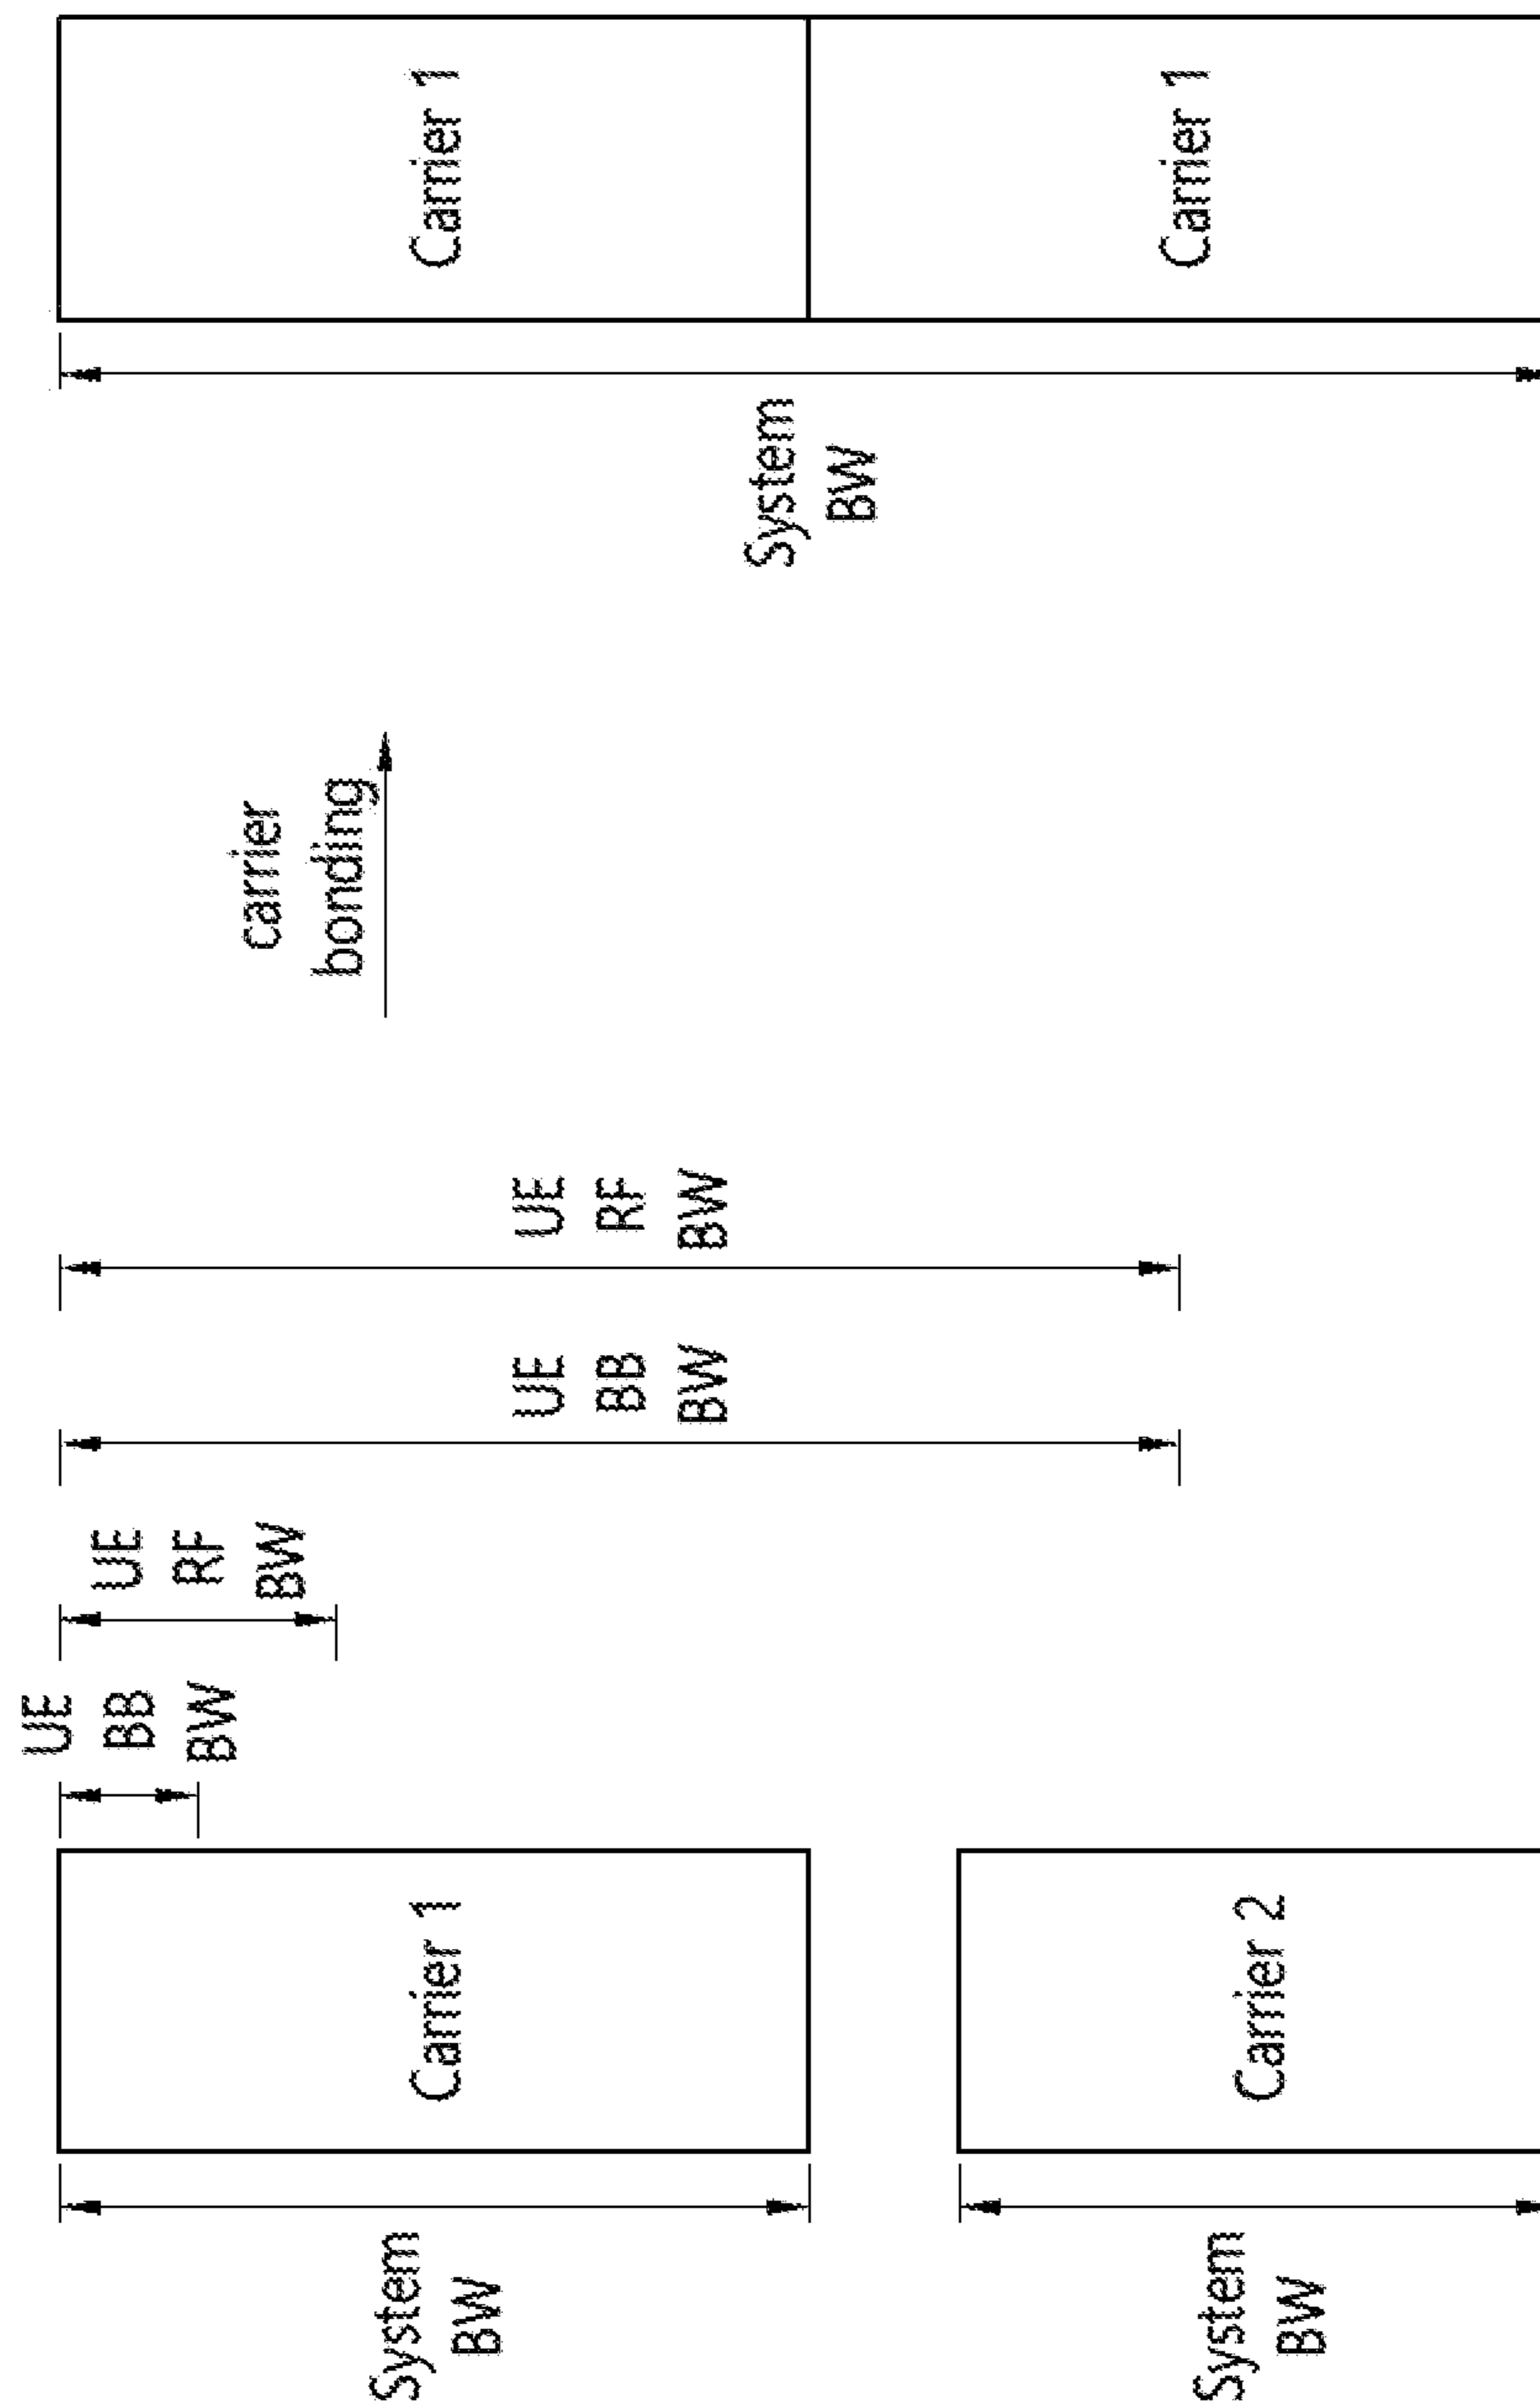 System
BW
Carrier 1
UE
BB
BW
UE
RF
BW
UE
BB
BW
UE
RF
BW
carrier
bonding
System
BW
Carrier 1
System
BW
Carrier 2
Carrier 1